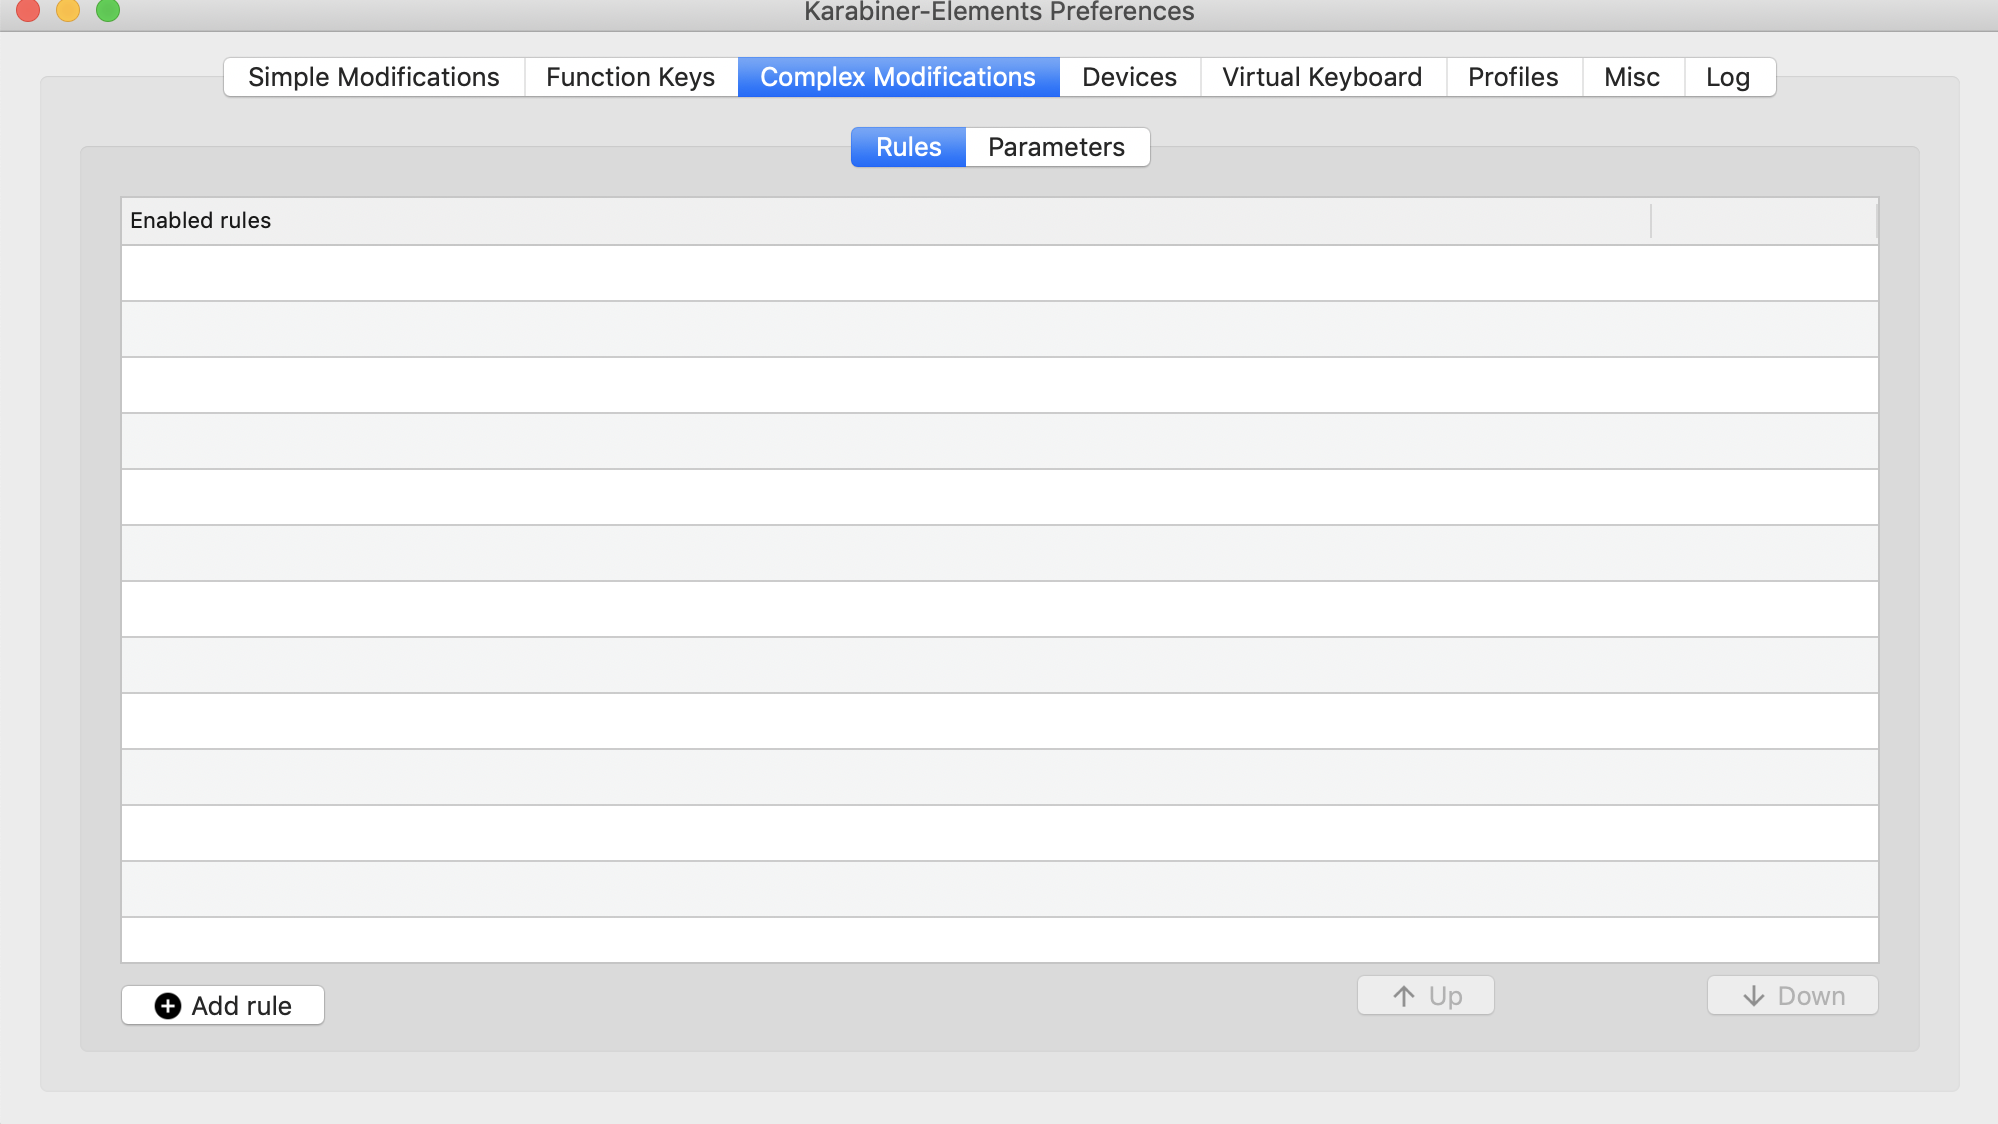 Karabiner-Elements Preferences
Simple Modifications Function Keys Complex Modifications Devices Virtual Keyboard Profiles Misc Log
Rules Parameters
Enabled rules
Add rule Up Down